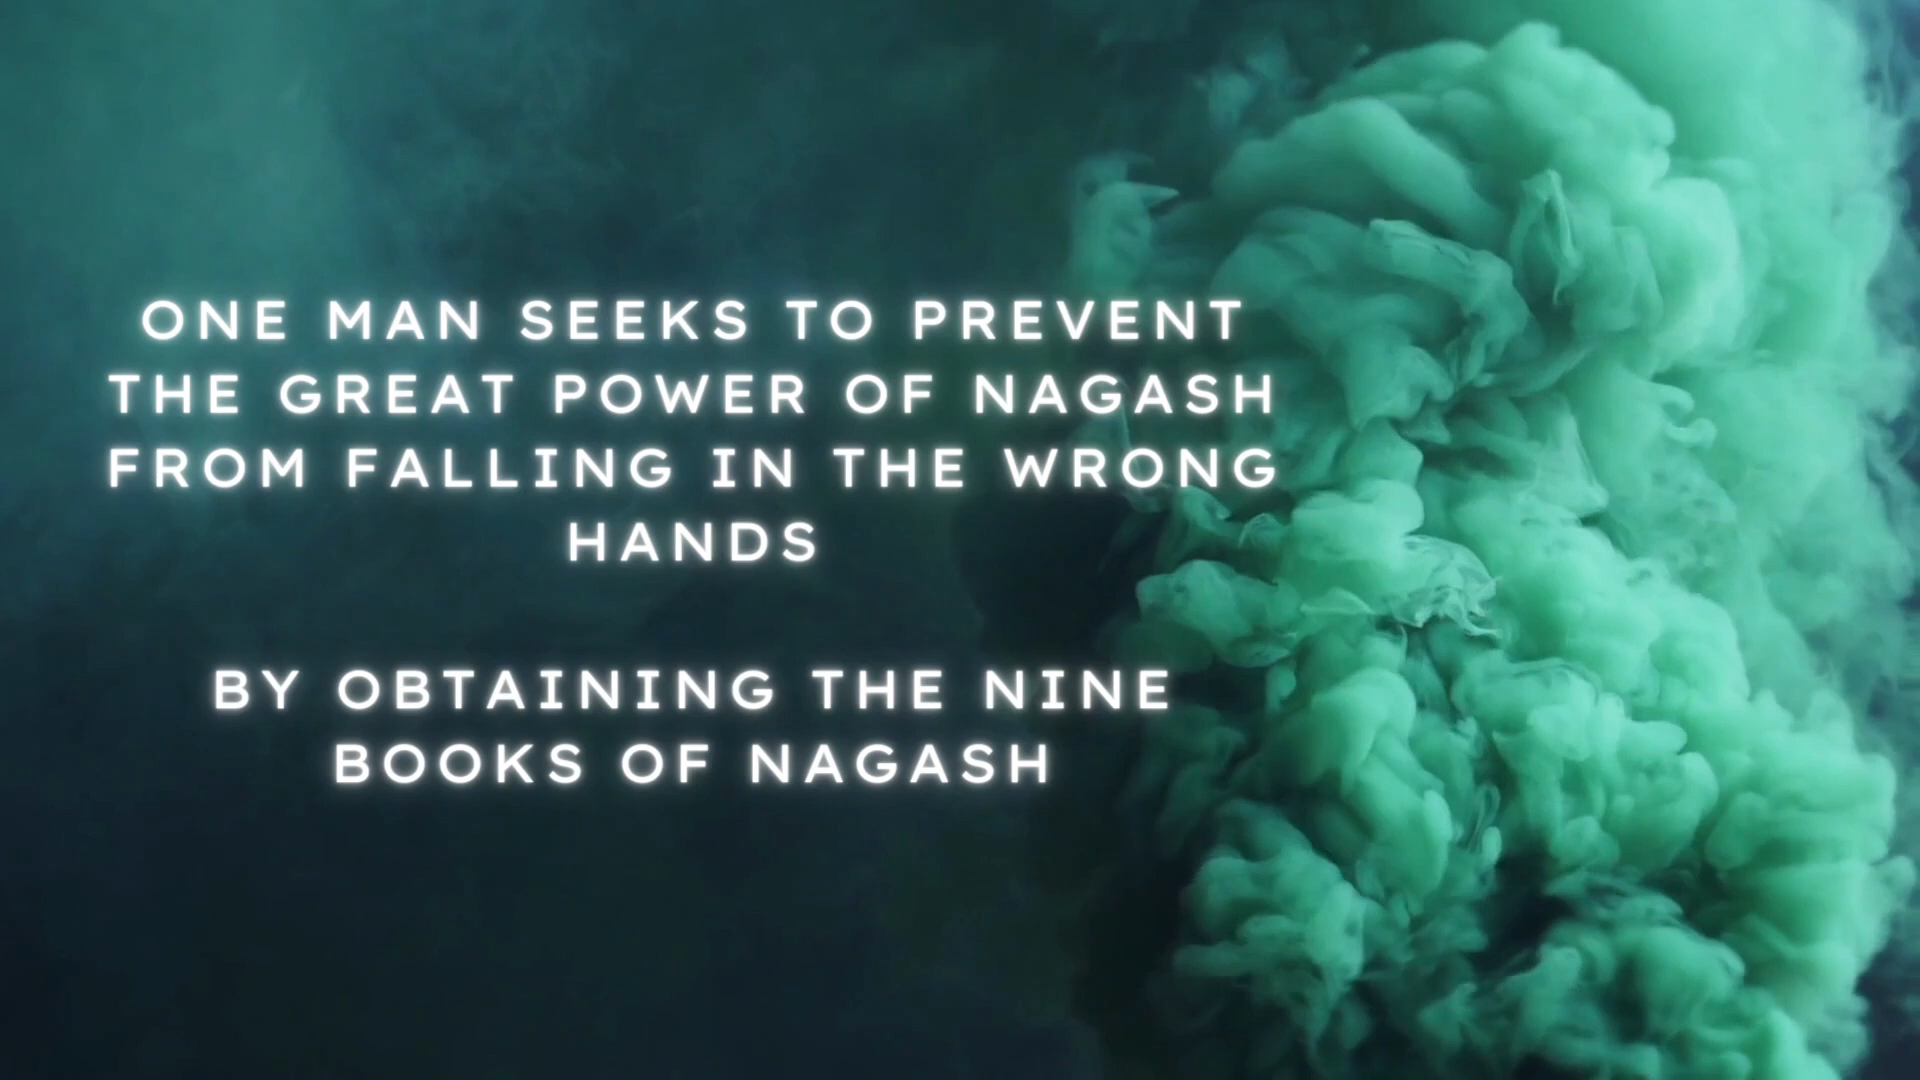 ONE MAN SEEKS TO PREVENT
THE GREAT POWER OF NAGASH
FROM FALLING IN THE WRONG
HANDS
BY OBTAINING THE NINE
BOOKS OF NAGASH